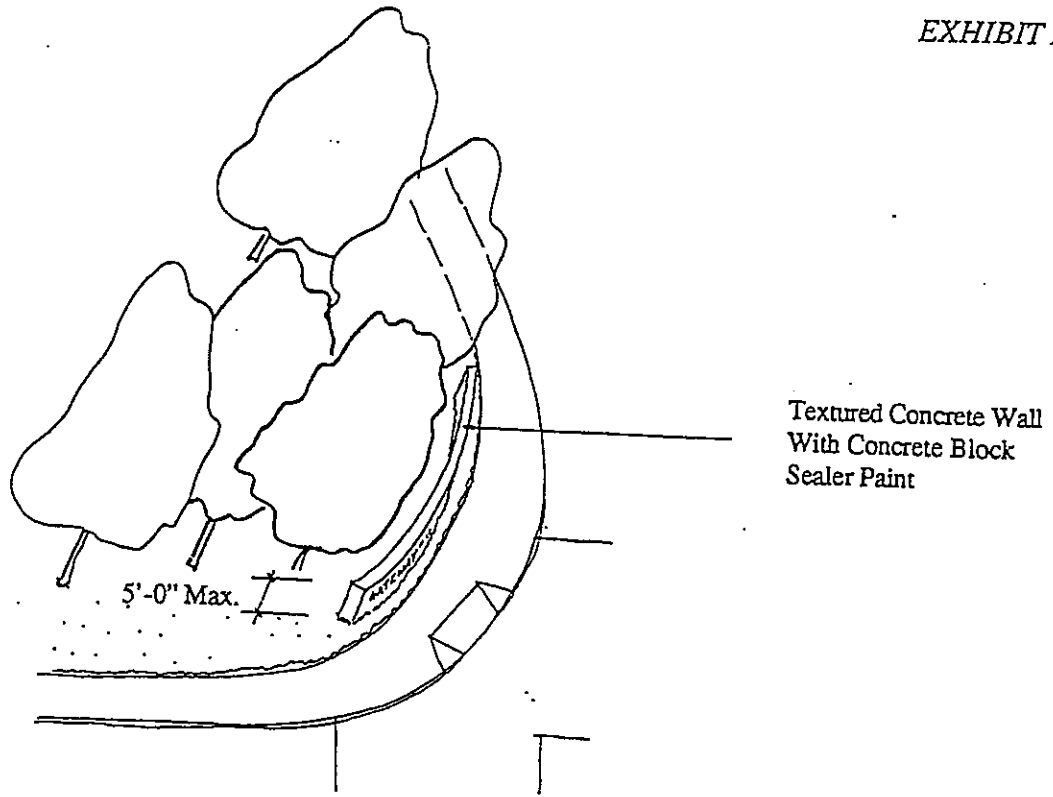 EXHIBIT
Textured Concrete Wall
With Concrete Block
Sealer Paint
5'-0" Max.